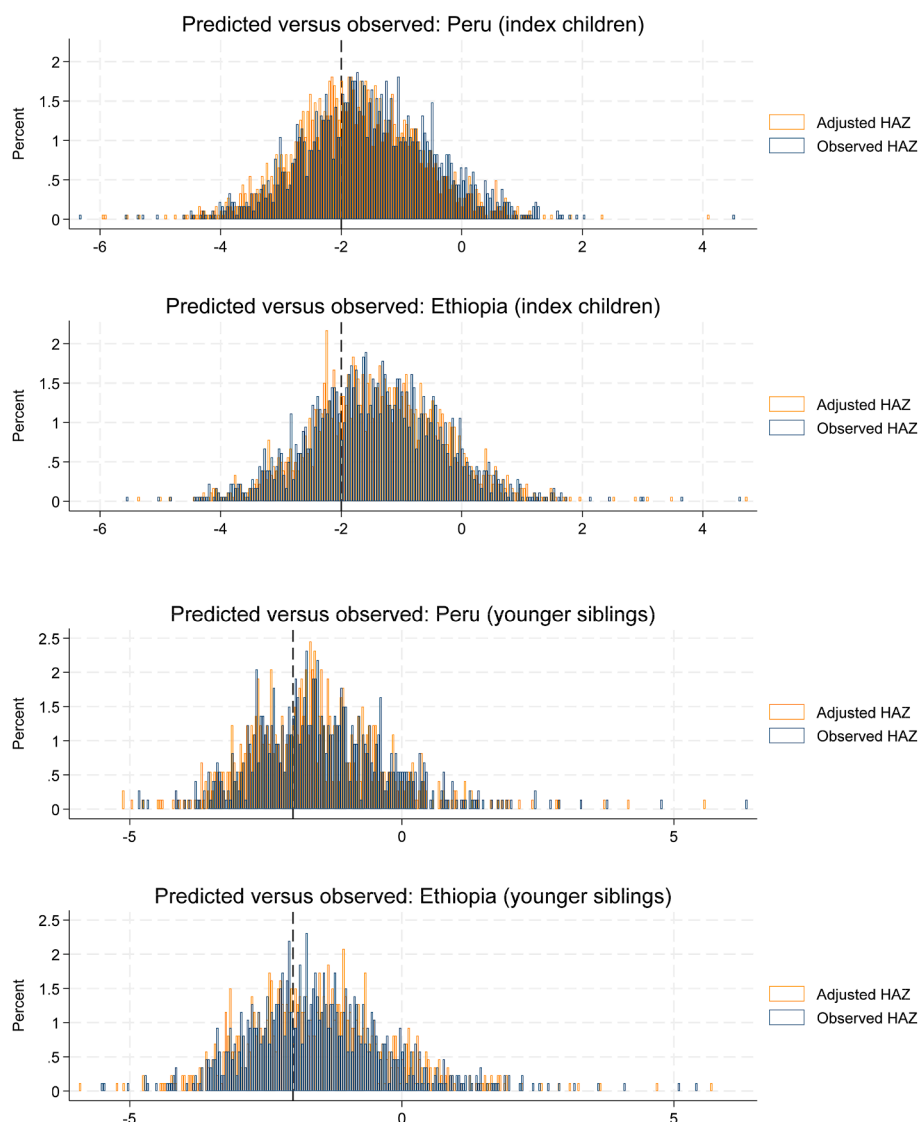 Predicted versus observed: Peru (index children)
2
1.5
1
.5
0
Percent
-6 -4 -2 0 2 4
Adjusted HAZ
Observed HAZ
Predicted versus observed: Ethiopia (index children)
2
1.5
1
.5
0
Percent
-6 -4 -2 0 2 4
Adjusted HAZ
Observed HAZ
Predicted versus observed: Peru (younger siblings)
2.5
2
1.5
1
.5
0
Percent
-5 0 5
Adjusted HAZ
Observed HAZ
Predicted versus observed: Ethiopia (younger siblings)
2.5
2
1.5
1
.5
0
Percent
-5 0 5
Adjusted HAZ
Observed HAZ